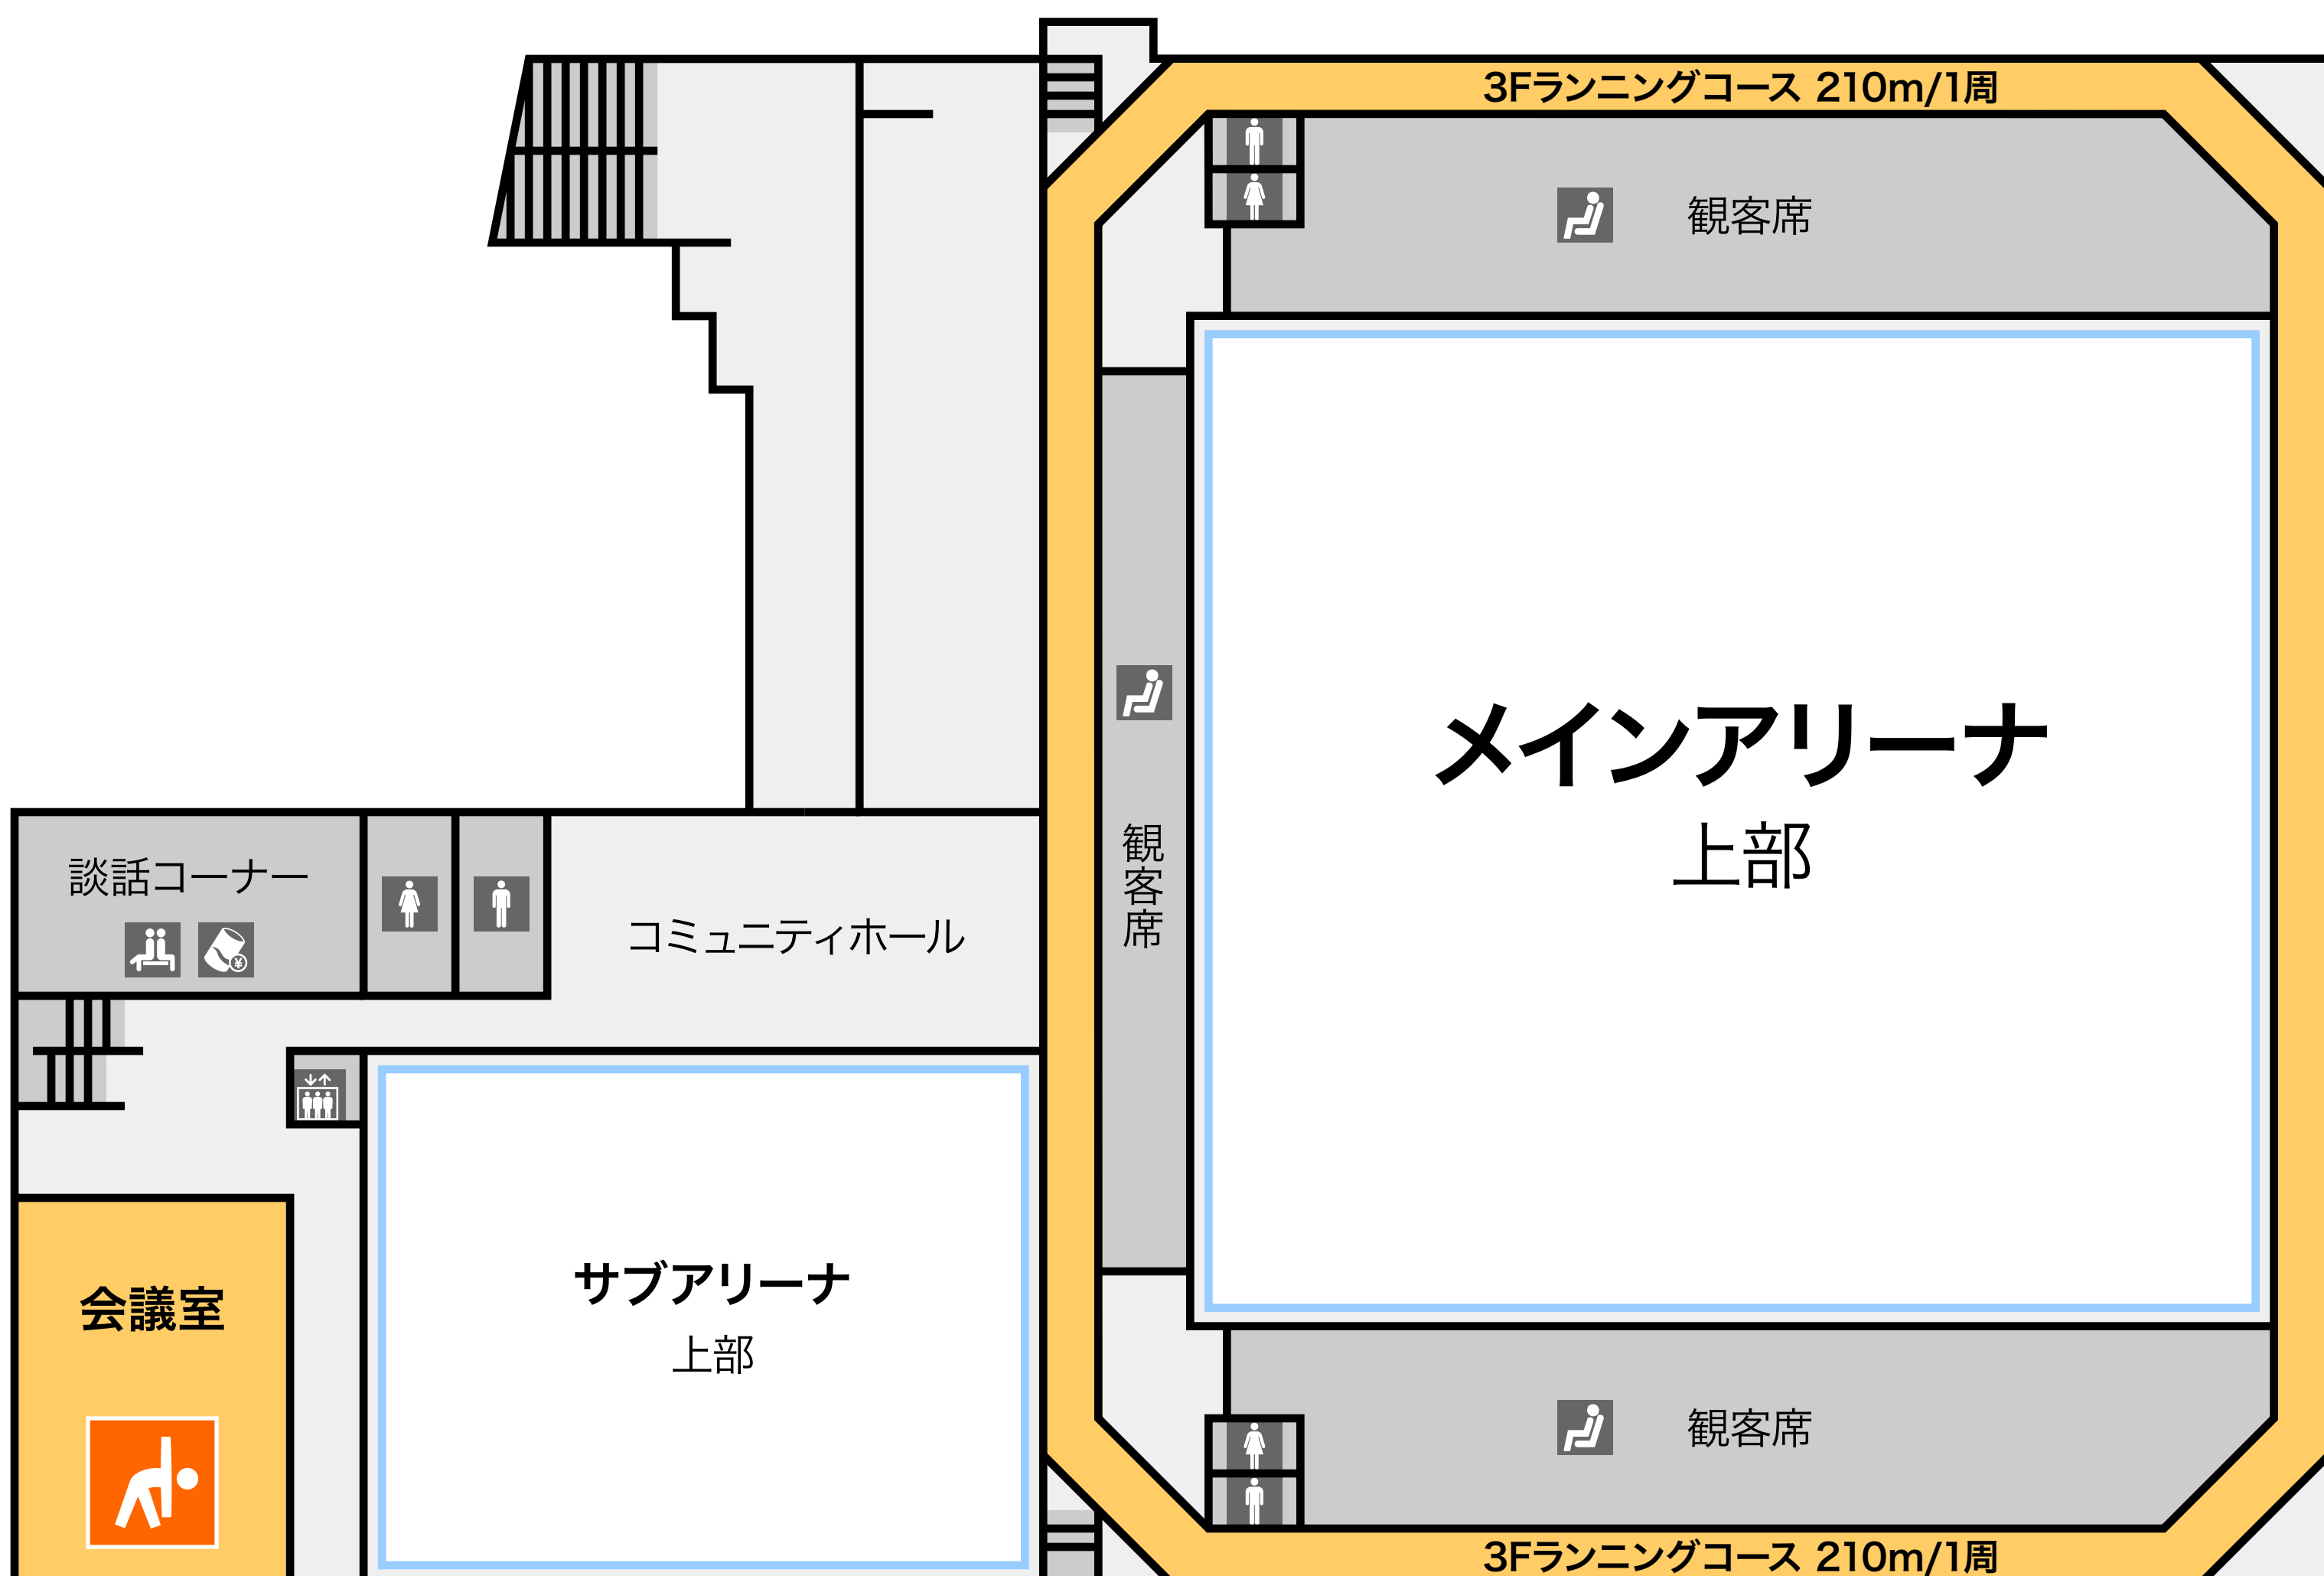 3Fランニングコース 210m/1周
観客席
メインアリーナ
上部
観客席
談話コーナー
コミュニティホール
サブアリーナ
上部
会議室
観客席
3Fランニングコース 210m/1周